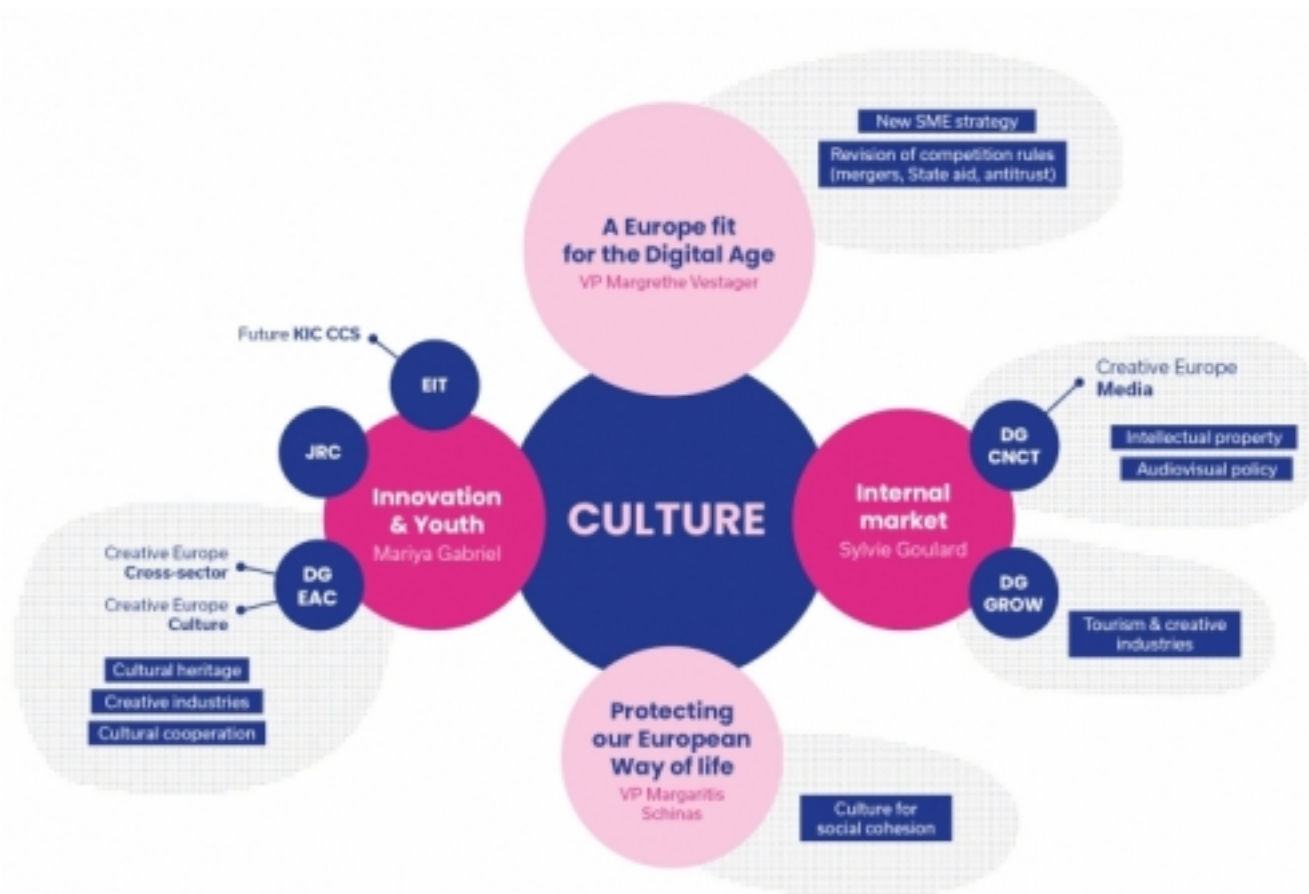 New SME strategy
Revision of competition rules
(mergers, State aid, antitrust)
A Europe fit
for the Digital Age
VP Margrethe Vestager
Future KIC CCS
EIT
JRC
Innovation
& Youth
Mariya Gabriel
DG
EAC
Creative Europe
Cross-sector
Creative Europe
Culture
Cultural heritage
Creative industries
Cultural cooperation
CULTURE
Internal
market
Sylvie Goulard
DG
CNCT
Creative Europe
Media
Intellectual property
Audiovisual policy
DG
GROW
Tourism & creative
industries
Protecting
our European
Way of life
VP Margaritis
Schinas
Culture for
social cohesion